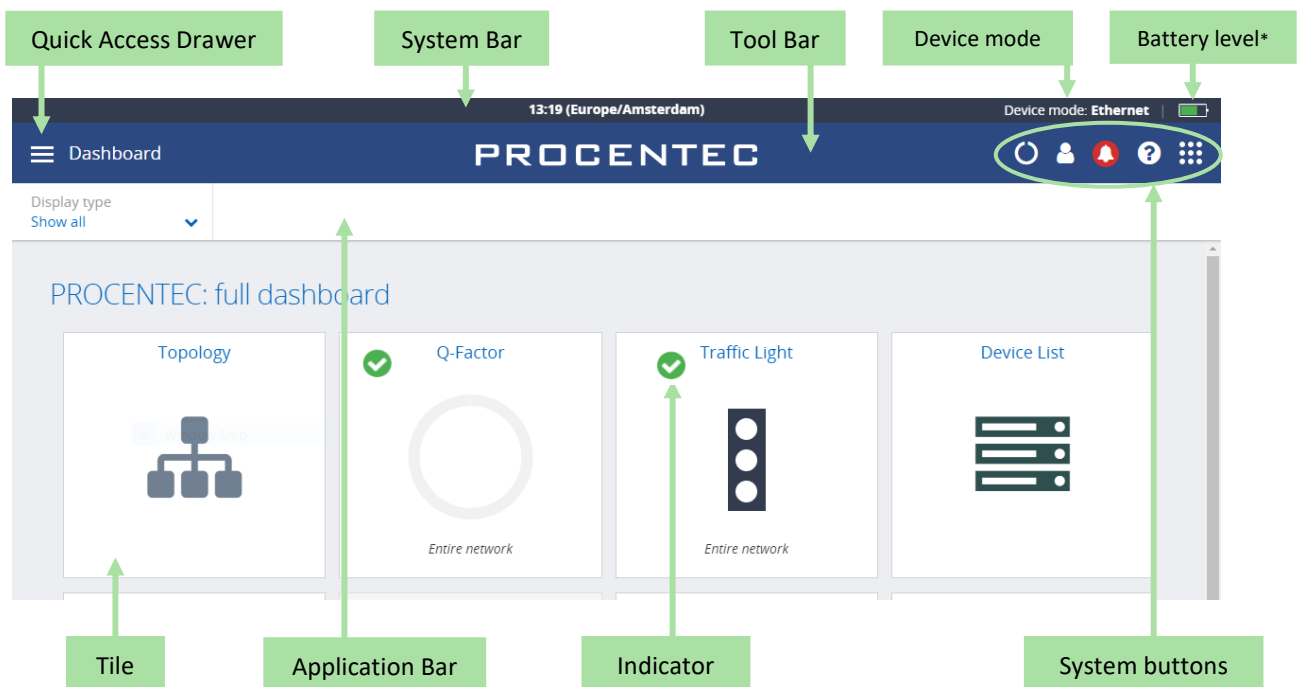 Quick Access Drawer
System Bar
Tool Bar
Device mode
Battery level*
13:19 (Europe/Amsterdam)
Device mode: Ethernet |
Dashboard
PROCENTEC
?
Display type
Show all
PROCENTEC: full dashboard
Topology
Q-Factor
Traffic Light
Device List
Window Snip
Entire network
Entire network
Tile
Application Bar
Indicator
System buttons